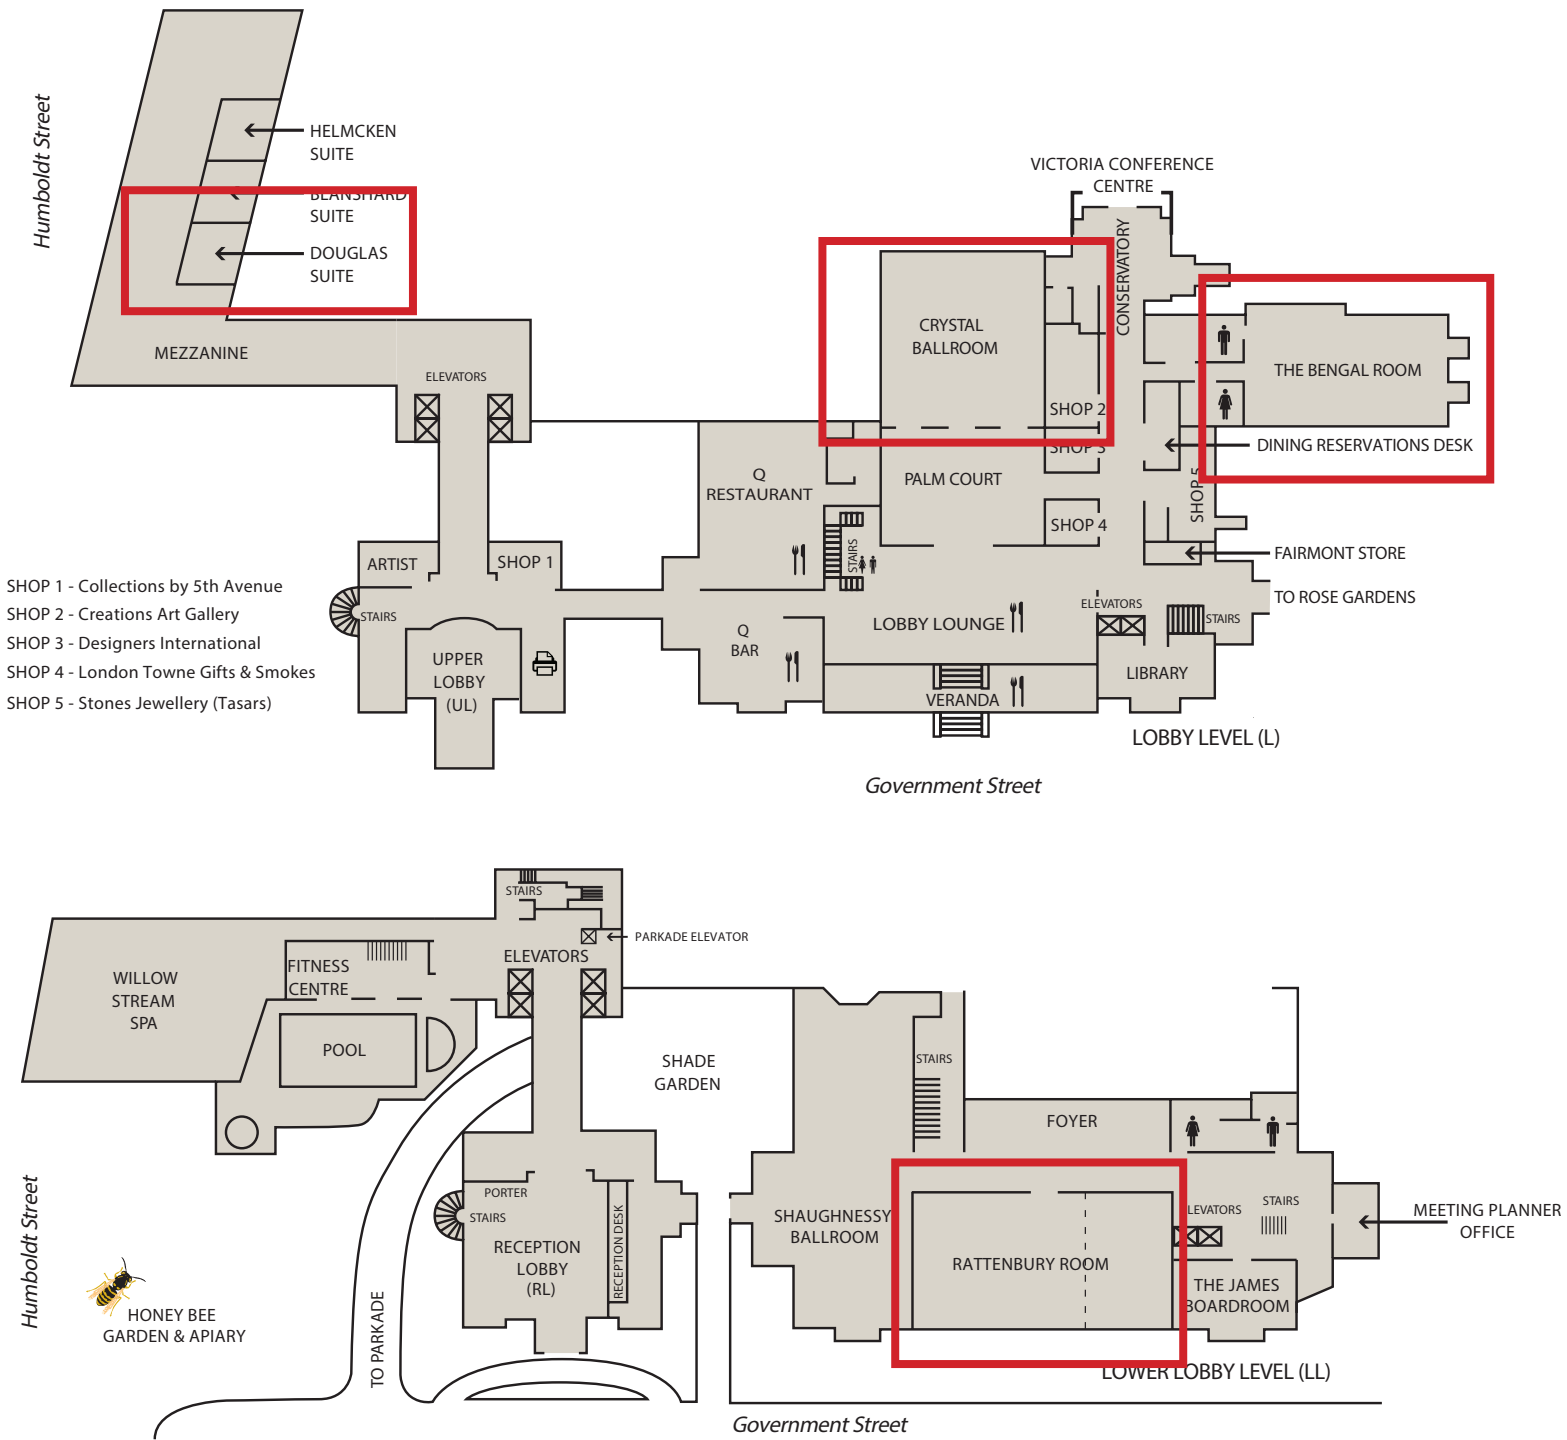 Humboldt Street
HELMCKEN
SUITE
BLANSHARD
SUITE
DOUGLAS
SUITE
MEZZANINE
ELEVATORS
VICTORIA CONFERENCE
CENTRE
CONSERVATORY
CRYSTAL
BALLROOM
SHOP 2
SHOP 3
THE BENGAL ROOM
DINING RESERVATIONS DESK
Q
RESTAURANT
PALM COURT
SHOP 4
SHOP 5
STAIRS
FAIRMONT STORE
TO ROSE GARDENS
ARTIST
SHOP 1
STAIRS
UPPER
LOBBY
(UL)
Q
BAR
LOBBY LOUNGE
ELEVATORS
STAIRS
LIBRARY
VERANDA
SHOP 1 - Collections by 5th Avenue
SHOP 2 - Creations Art Gallery
SHOP 3 - Designers International
SHOP 4 - London Towne Gifts & Smokes
SHOP 5 - Stones Jewellery (Tasars)
LOBBY LEVEL (L)
Government Street
STAIRS
PARKADE ELEVATOR
ELEVATORS
WILLOW
STREAM
SPA
FITNESS
CENTRE
POOL
SHADE
GARDEN
STAIRS
FOYER
PORTER
STAIRS
RECEPTION
LOBBY
(RL)
RECEPTION DESK
SHAUGHNESSY
BALLROOM
RATTENBURY ROOM
LEVATORS
STAIRS
THE JAMES
BOARDROOM
MEETING PLANNER
OFFICE
Humboldt Street
HONEY BEE
GARDEN & APIARY
TO PARKADE
LOWER LOBBY LEVEL (LL)
Government Street